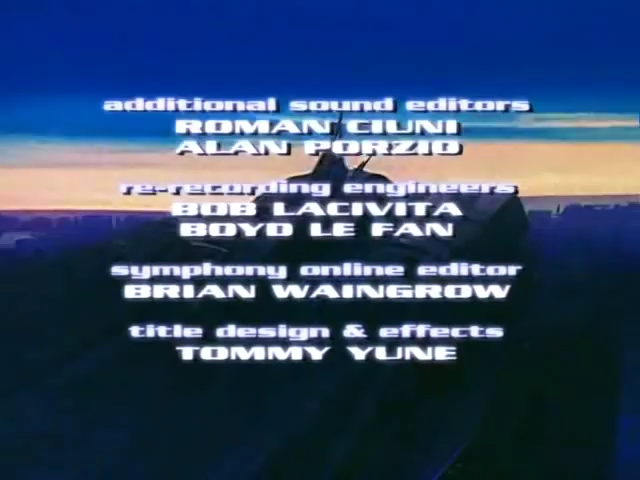 additional sound editors
ROMAN CIUNI
ALAN PORZIO
re-recording engineers
BOB LACIVITA
BOYD LE FAN
symphony online editor
BRIAN WAINGROW
title design & effects
TOMMY YUNE